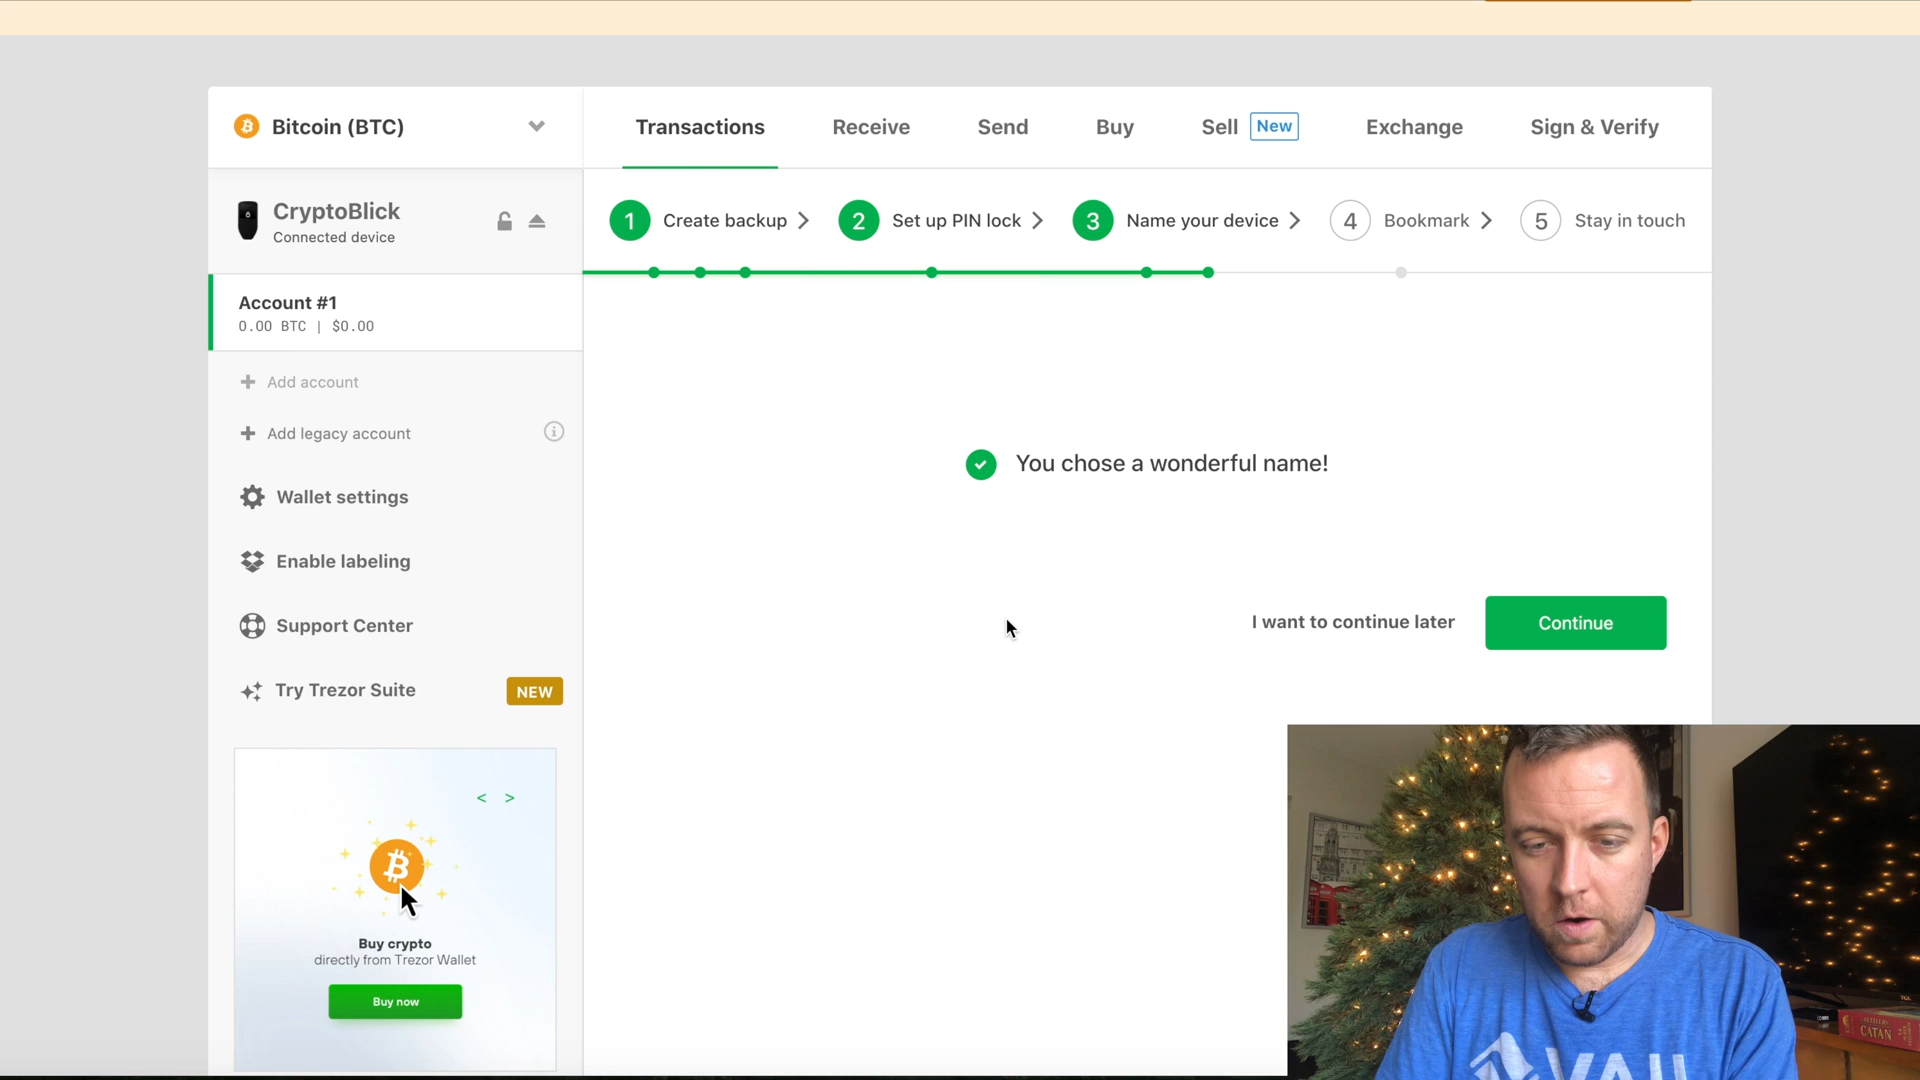 Bitcoin (BTC)
Transactions
Receive
Send
Buy
Sell
New
Exchange
Sign & Verify
CryptoBlick
Connected device
1 Create backup
2 Set up PIN lock
3 Name your device
4 Bookmark
5 Stay in touch
Account #1
0.00 BTC | $0.00
Add account
Add legacy account
Wallet settings
Enable labeling
Support Center
Try Trezor Suite
NEW
You chose a wonderful name!
I want to continue later
Continue
< >
Buy crypto
directly from Trezor Wallet
Buy now
TCL
CATAN
VAIL